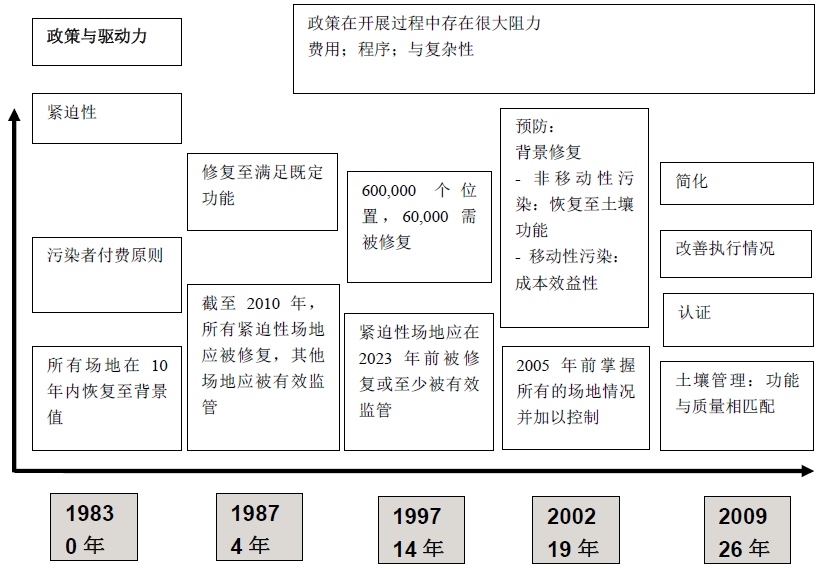 政策与驱动力
政策在开展过程中存在很大阻力
费用；程序；与复杂性
紧迫性
污染者付费原则
所有场地在 10
年内恢复至背景
值
修复至满足既定
功能
截至 2010 年，
所有紧迫性场地
应被修复，其他
场地应被有效监
管
600,000 个位
置，60,000 需
被修复
紧迫性场地应在
2023 年前被修
复或至少被有效
监管
预防：
背景修复
- 非移动性污
染：恢复至土壤
功能
- 移动性污染：
成本效益性
2005 年前掌握
所有的场地情况
并加以控制
简化
改善执行情况
认证
土壤管理：功能
与质量相匹配
1983
0 年
1987
4 年
1997
14 年
2002
19 年
2009
26 年